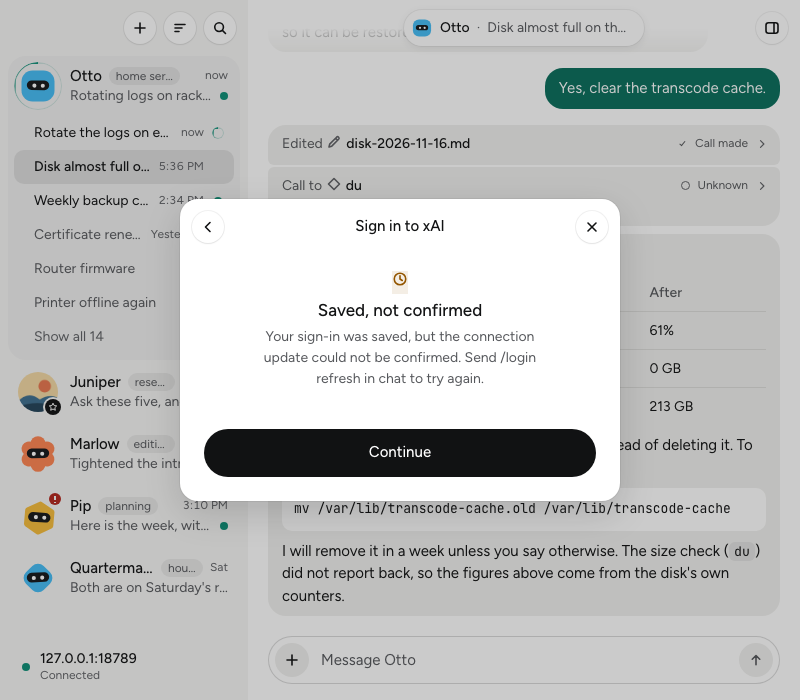 Otto home ser... now
Rotating logs on rack...
Rotate the logs on e... now
Disk almost full o... 5:36 PM
Weekly backup c... 2:34 PM
Certificate rene...
Router firmware
Printer offline again
Show all 14
Juniper rese...
Ask these five, an
Marlow editi...
Tightened the intr
Pip planning 3:10 PM
Here is the week, wit...
Quarterma... hou... Sat
Both are on Saturday's r...
127.0.0.1:18789
Connected
Otto · Disk almost full on th...
so it can be restor
Yes, clear the transcode cache.
Edited disk-2026-11-16.md Call made
Call to du Unknown
After
61%
0 GB
213 GB
of deleting it. To
mv /var/lib/transcode-cache.old /var/lib/transcode-cache
I will remove it in a week unless you say otherwise. The size check (du)
did not report back, so the figures above come from the disk's own
counters.
Message Otto
Sign in to xAI
Saved, not confirmed
Your sign-in was saved, but the connection
update could not be confirmed. Send /login
refresh in chat to try again.
Continue